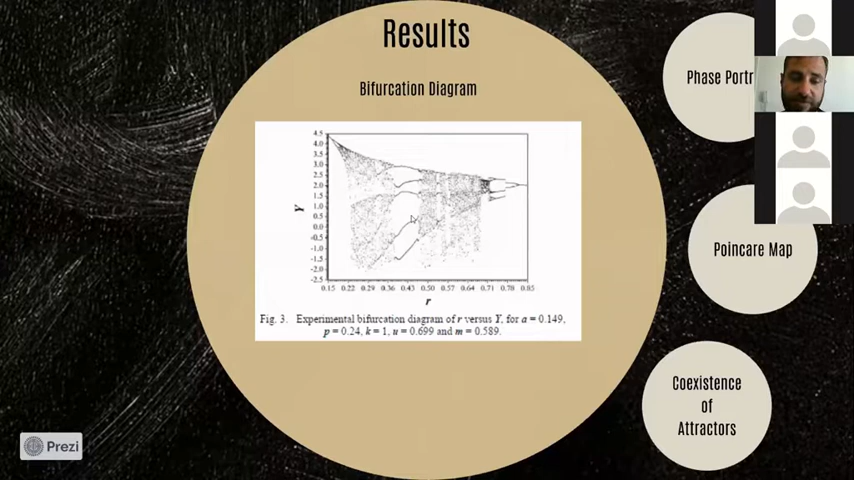 Results
Bifurcation Diagram
4.5
4.0
3.5
3.0
2.5
2.0
1.5
1.0
0.5
0.0
-0.5
-1.0
-1.5
-2.0
-2.5
Y
0.15 0.22 0.29 0.36 0.43 0.50 0.57 0.64 0.71 0.78 0.85
r
Fig. 3. Experimental bifurcation diagram of r versus Y, for a = 0.149,
p = 0.24, k = 1, u = 0.699 and m = 0.589.
Phase Portr
Poincare Map
Coexistence
of
Attractors
Prezi